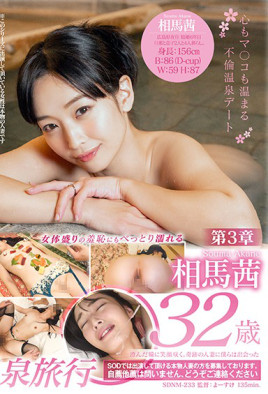 相馬茜
身長:156cm
B:86(D-cup)
W:59 H:87
心もマ〇コも温まる
不倫温泉デート
女体盛りの羞恥にもべっとり濡れる
第3章
相馬茜
32歳
泉旅行
SODでは出演して頂ける本物人妻の方を募集しております。
自薦他薦は問いません。どうぞご連絡ください
SDNM-233 監督:よーすけ 135min.